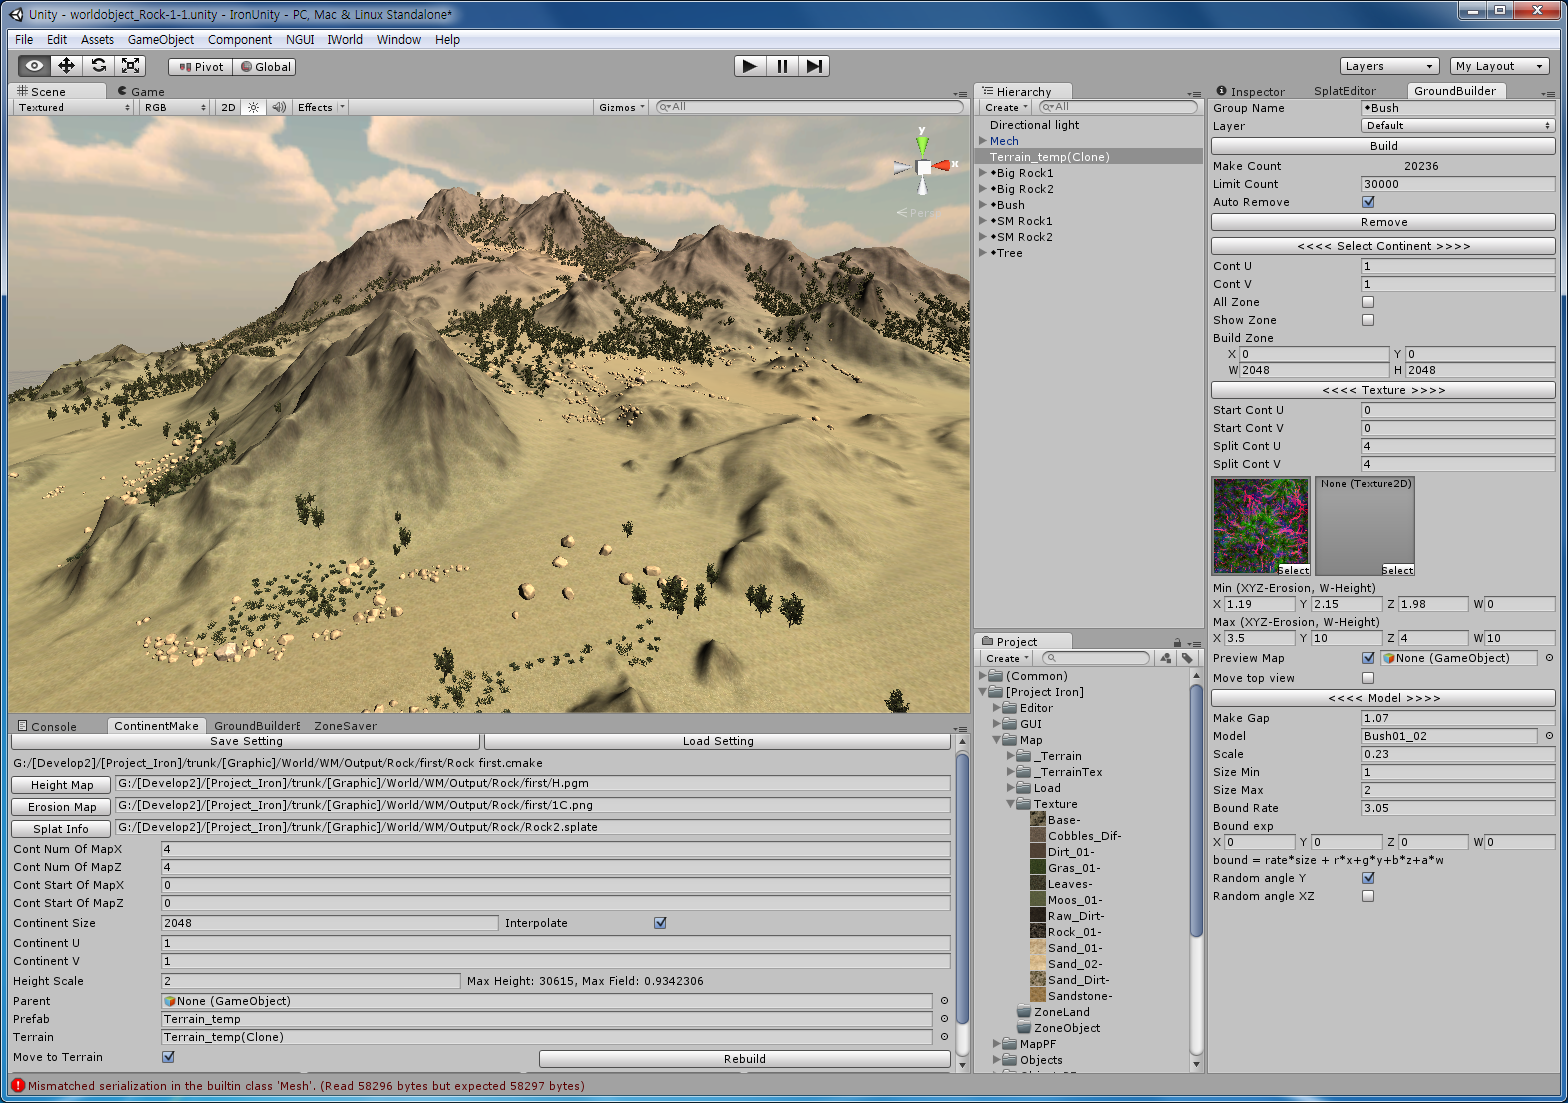 Unity - worldobject_Rock-1-1.unity - IronUnity - PC, Mac & Linux Standalone*
File Edit Assets GameObject Component NGUI IWorld Window Help
Pivot Global Layers My Layout
Scene Game
Textured RGB 2D Effects Gizmos All
y
x
Persp
Hierarchy
Create All
Directional light
Mech
Terrain_temp(Clone)
◆Big Rock1
◆Big Rock2
◆Bush
◆SM Rock1
◆SM Rock2
◆Tree
Project
Create
(Common)
[Project Iron]
Editor
GUI
Map
_Terrain
_TerrainTex
Load
Texture
Base-
Cobbles_Dif-
Dirt_01-
Gras_01-
Leaves-
Moos_01-
Raw_Dirt-
Rock_01-
Sand_01-
Sand_02-
Sand_Dirt-
Sandstone-
ZoneLand
ZoneObject
MapPF
Objects
Inspector SplatEditor GroundBuilder
Group Name ◆Bush
Layer Default
Build
Make Count 20236
Limit Count 30000
Auto Remove
Remove
<<<< Select Continent >>>>
Cont U 1
Cont V 1
All Zone
Show Zone
Build Zone
X 0 Y 0
W 2048 H 2048
<<<< Texture >>>>
Start Cont U 0
Start Cont V 0
Split Cont U 4
Split Cont V 4
None (Texture2D)
Select Select
Min (XYZ-Erosion, W-Height)
X 1.19 Y 2.15 Z 1.98 W 0
Max (XYZ-Erosion, W-Height)
X 3.5 Y 10 Z 4 W 10
Preview Map None (GameObject)
Move top view
<<<< Model >>>>
Make Gap 1.07
Model Bush01_02
Scale 0.23
Size Min 1
Size Max 2
Bound Rate 3.05
Bound exp
X 0 Y 0 Z 0 W 0
bound = rate*size + r*x+g*y+b*z+a*w
Random angle Y
Random angle XZ
Console ContinentMake GroundBuilderE ZoneSaver
Save Setting Load Setting
G:/[Develop2]/[Project_Iron]/trunk/[Graphic]/World/WM/Output/Rock/first/Rock first.cmake
Height Map G:/[Develop2]/[Project_Iron]/trunk/[Graphic]/World/WM/Output/Rock/first/H.pgm
Erosion Map G:/[Develop2]/[Project_Iron]/trunk/[Graphic]/World/WM/Output/Rock/first/1C.png
Splat Info G:/[Develop2]/[Project_Iron]/trunk/[Graphic]/World/WM/Output/Rock/Rock2.splate
Cont Num Of MapX 4
Cont Num Of MapZ 4
Cont Start Of MapX 0
Cont Start Of MapZ 0
Continent Size 2048 Interpolate
Continent U 1
Continent V 1
Height Scale 2 Max Height: 30615, Max Field: 0.9342306
Parent None (GameObject)
Prefab Terrain_temp
Terrain Terrain_temp(Clone)
Move to Terrain Rebuild
Mismatched serialization in the builtin class 'Mesh'. (Read 58296 bytes but expected 58297 bytes)